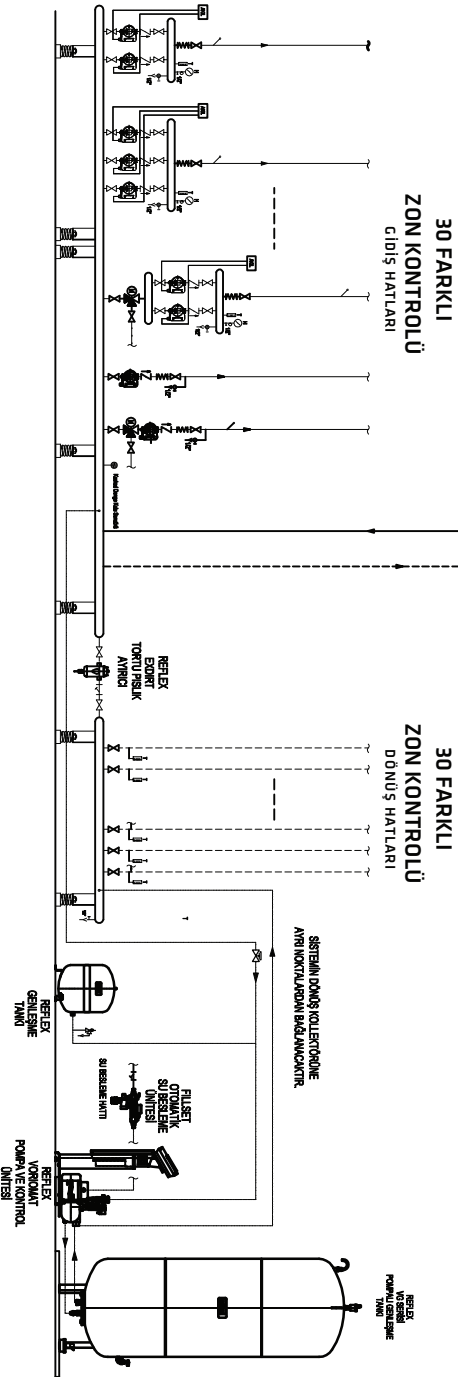 30 FARKLI
ZON KONTROLÜ
GİDİŞ HATLARI
REFLEX
EXDIRT
TORTU PİSLİK
AYIRICI
30 FARKLI
ZON KONTROLÜ
DÖNÜŞ HATLARI
SİSTEMİN DÖNÜŞ KOLLEKTÖRÜNE
AYRI NOKTALARDAN BAĞLANACAKTIR.
REFLEX
GENLEŞME
TANKI
FILLSET
OTOMATİK
SU BESLEME
ÜNİTESİ
SU BESLEME HATTI
REFLEX
VORIOMAT
POMPA VE KONTROL
ÜNİTESİ
REFLEX
VG SERİSİ
POMPALI GENLEŞME
TANKI